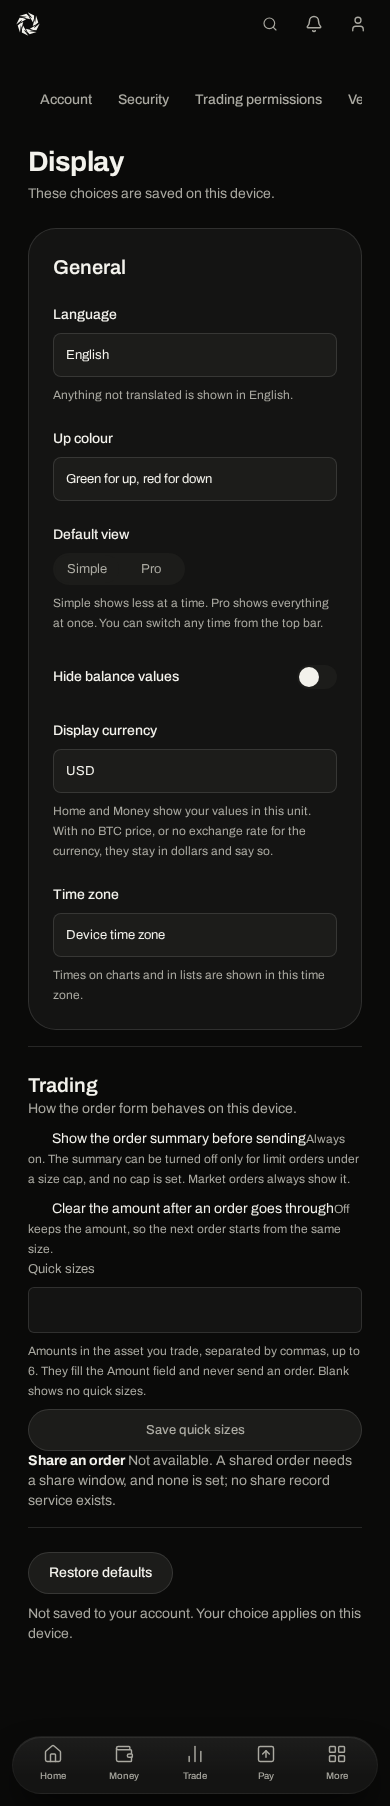 Account Security Trading permissions Ve
Display
These choices are saved on this device.
General
Language
English
Anything not translated is shown in English.
Up colour
Green for up, red for down
Default view
Simple Pro
Simple shows less at a time. Pro shows everything
at once. You can switch any time from the top bar.
Hide balance values
Display currency
USD
Home and Money show your values in this unit.
With no BTC price, or no exchange rate for the
currency, they stay in dollars and say so.
Time zone
Device time zone
Times on charts and in lists are shown in this time
zone.
Trading
How the order form behaves on this device.
Show the order summary before sendingAlways
on. The summary can be turned off only for limit orders under
a size cap, and no cap is set. Market orders always show it.
Clear the amount after an order goes throughOff
keeps the amount, so the next order starts from the same
size.
Quick sizes
Amounts in the asset you trade, separated by commas, up to
6. They fill the Amount field and never send an order. Blank
shows no quick sizes.
Save quick sizes
Share an order Not available. A shared order needs
a share window, and none is set; no share record
service exists.
Restore defaults
Not saved to your account. Your choice applies on this
device.
Home Money Trade Pay More